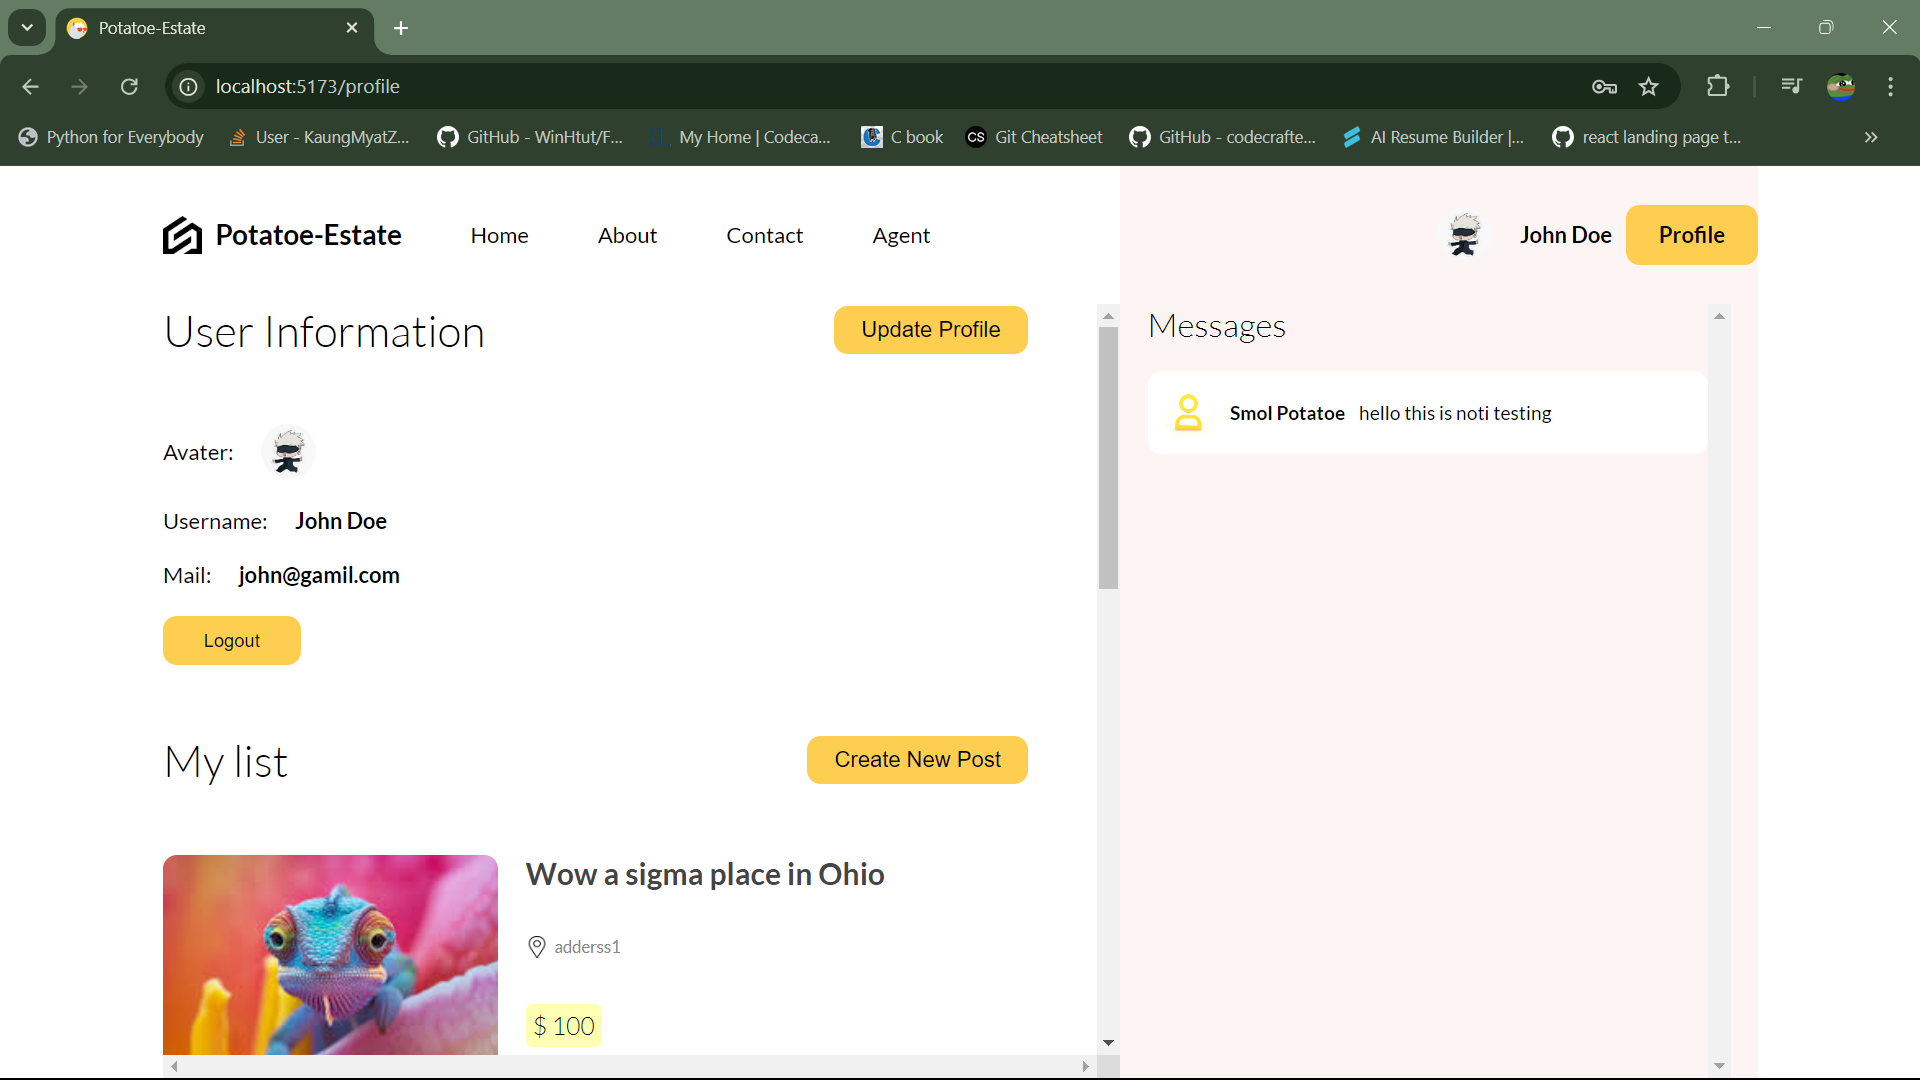 Potatoe-Estate
localhost:5173/profile
Python for Everybody
User - KaungMyatZ...
GitHub - WinHtut/F...
My Home | Codeca...
C book
CS
Git Cheatsheet
GitHub - codecrafte...
AI Resume Builder |...
react landing page t...
Potatoe-Estate
Home
About
Contact
Agent
John Doe
Profile
User Information
Update Profile
Messages
Smol Potatoe hello this is noti testing
Avater:
Username: John Doe
Mail: john@gamil.com
Logout
My list
Create New Post
Wow a sigma place in Ohio
adderss1
$ 100